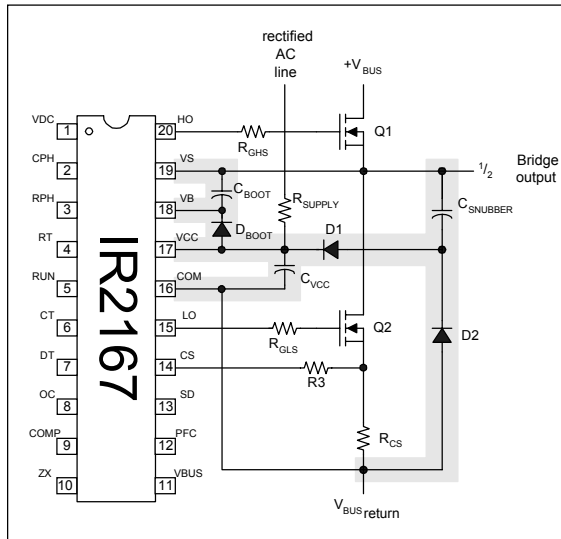 rectified
AC
line
+VBUS
VDC
1
20
HO
CPH
2
19
VS
RPH
3
18
VB
RT
4
17
VCC
RUN
5
16
COM
CT
6
15
LO
DT
7
14
CS
OC
8
13
SD
COMP
9
12
PFC
ZX
10
11
VBUS
IR2167
RGHS
Q1
1/2
Bridge
output
CBOOT
DBOOT
RSUPPLY
CSNUBBER
D1
CVCC
RGLS
Q2
D2
R3
RCS
VBUS return